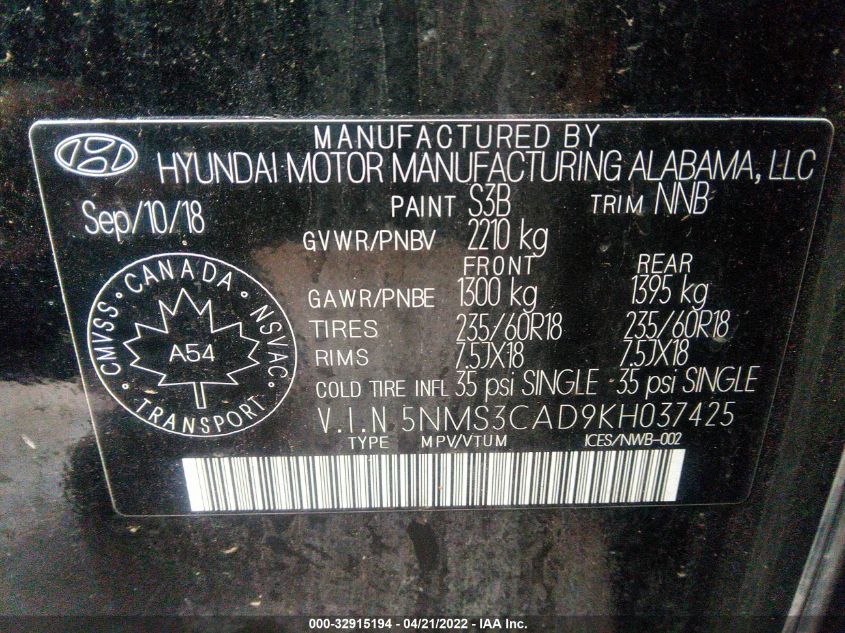 MANUFACTURED BY
HYUNDAI MOTOR MANUFACTURING ALABAMA, LLC
Sep/10/18 PAINT S3B TRIM NNB
GVWR/PNBV 2210 kg
FRONT REAR
GAWR/PNBE 1300 kg 1395 kg
TIRES 235/60R18 235/60R18
RIMS 7.5JX18 7.5JX18
COLD TIRE INFL 35 psi SINGLE 35 psi SINGLE
V.I.N 5NMS3CAD9KH037425
TYPE MPV/VTUM ICES/NWB-002
CMVSS · CANADA · NSVAC
A54
TRANSPORT
000-32915194 - 04/21/2022 - IAA Inc.